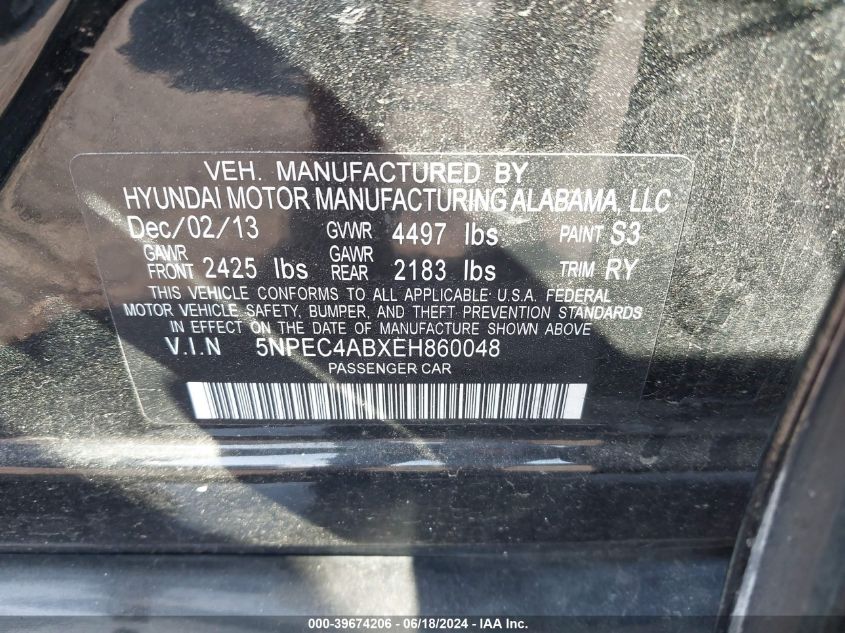 VEH. MANUFACTURED BY
HYUNDAI MOTOR MANUFACTURING ALABAMA, LLC
Dec/02/13 GVWR 4497 lbs PAINT S3
GAWR FRONT 2425 lbs GAWR REAR 2183 lbs TRIM RY
THIS VEHICLE CONFORMS TO ALL APPLICABLE U.S.A. FEDERAL
MOTOR VEHICLE SAFETY, BUMPER, AND THEFT PREVENTION STANDARDS
IN EFFECT ON THE DATE OF MANUFACTURE SHOWN ABOVE
V.I.N 5NPEC4ABXEH860048
PASSENGER CAR
000-39674206 - 06/18/2024 - IAA Inc.